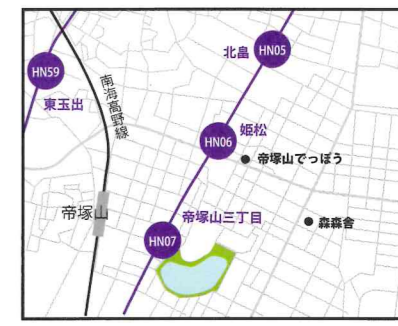 北畠
HN05
HN59
東玉出
南海高野線
姫松
HN06
帝塚山でっぽう
帝塚山
帝塚山三丁目
HN07
森森舎